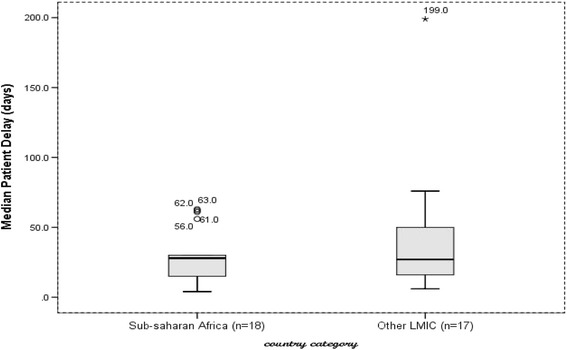 199.0
200.0
150.0
100.0
50.0
.0
Median Patient Delay (days)
62.0 63.0
56.0 61.0
Sub-saharan Africa (n=18) Other LMIC (n=17)
country category